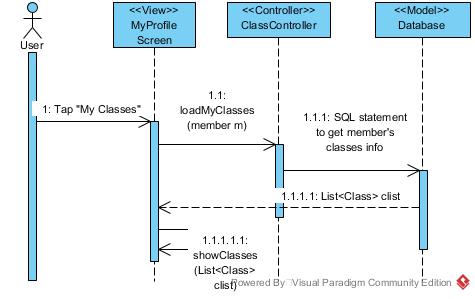 <<View>>
MyProfile
Screen
<<Controller>>
ClassController
<<Model>>
Database
User
1: Tap "My Classes"
1.1:
loadMyClasses
(member m)
1.1.1: SQL statement
to get member's
classes info
1.1.1.1: List<Class> clist
1.1.1.1.1:
showClasses
(List<Class>
clist)
Powered By Visual Paradigm Community Edition